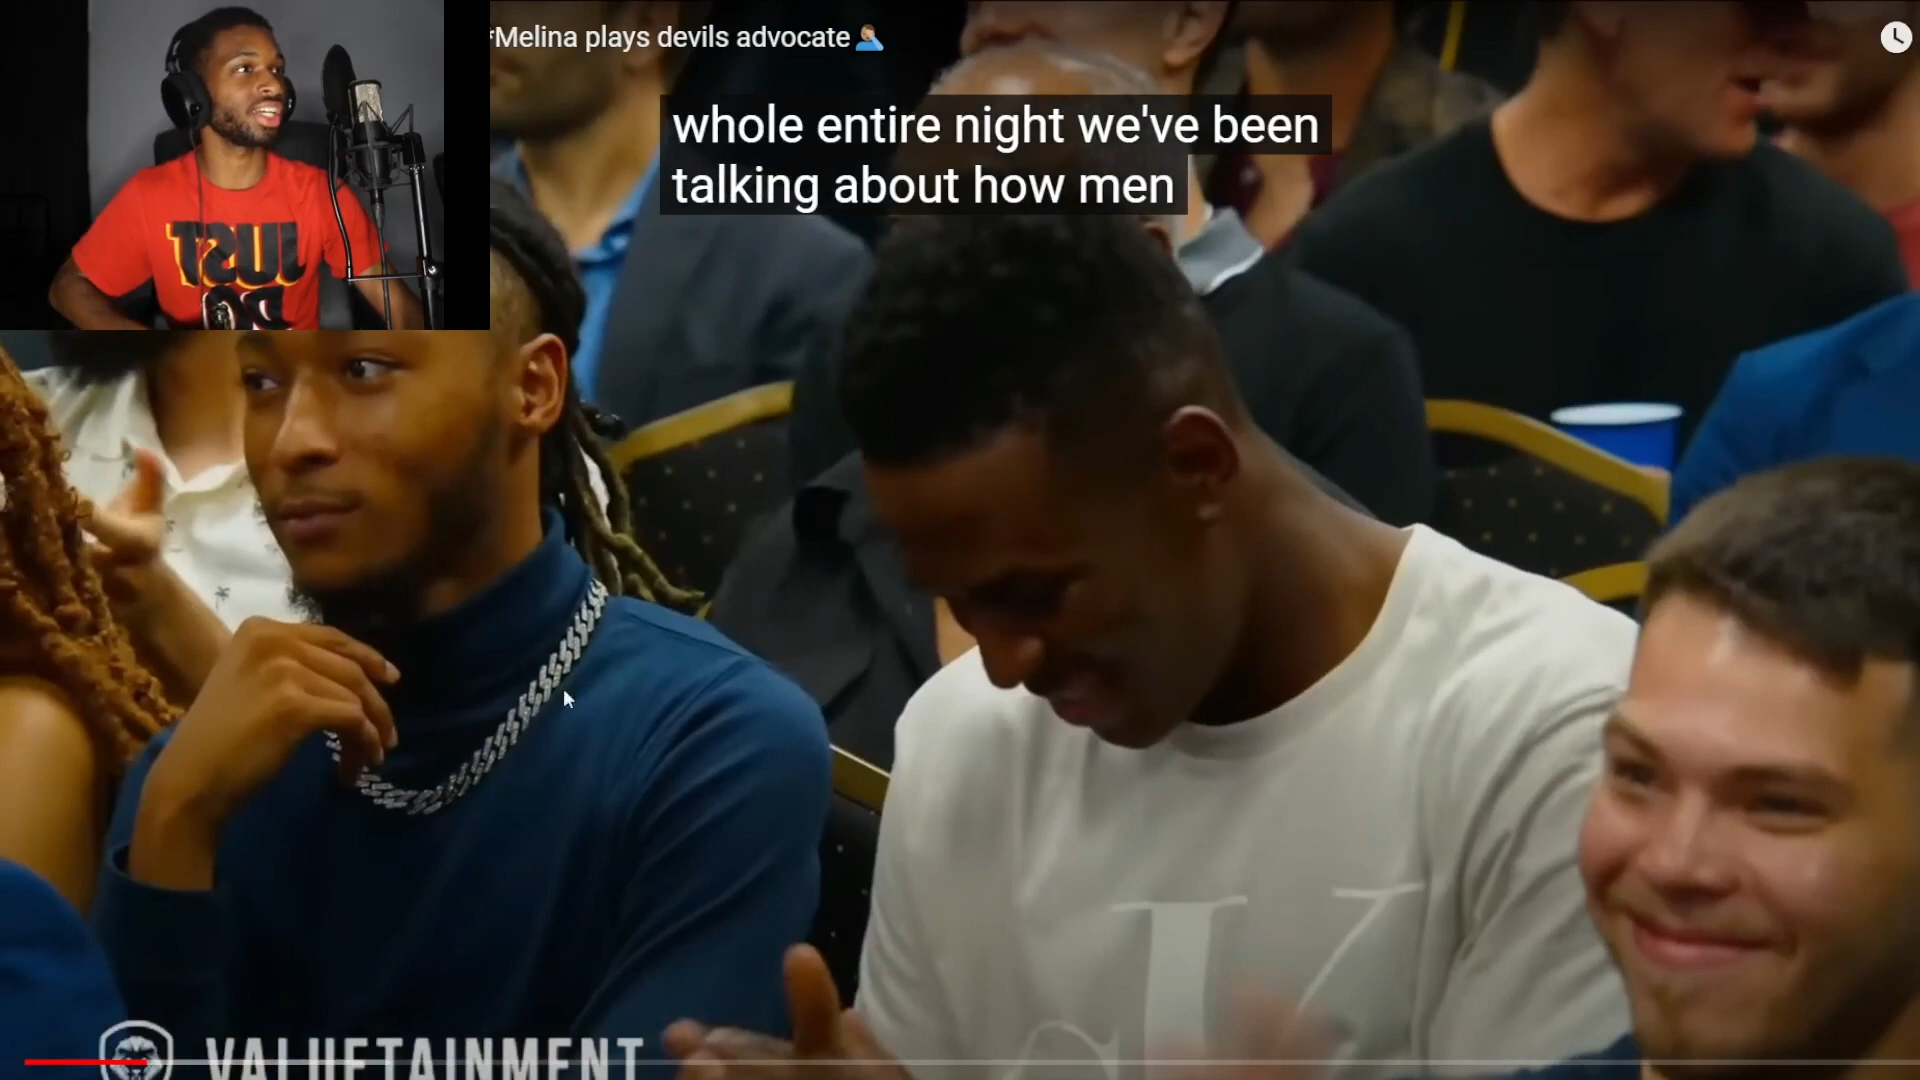 *Melina plays devils advocate🤦🏽‍♂️
whole entire night we've been
talking about how men
JUST
DO
VALUETAINMENT